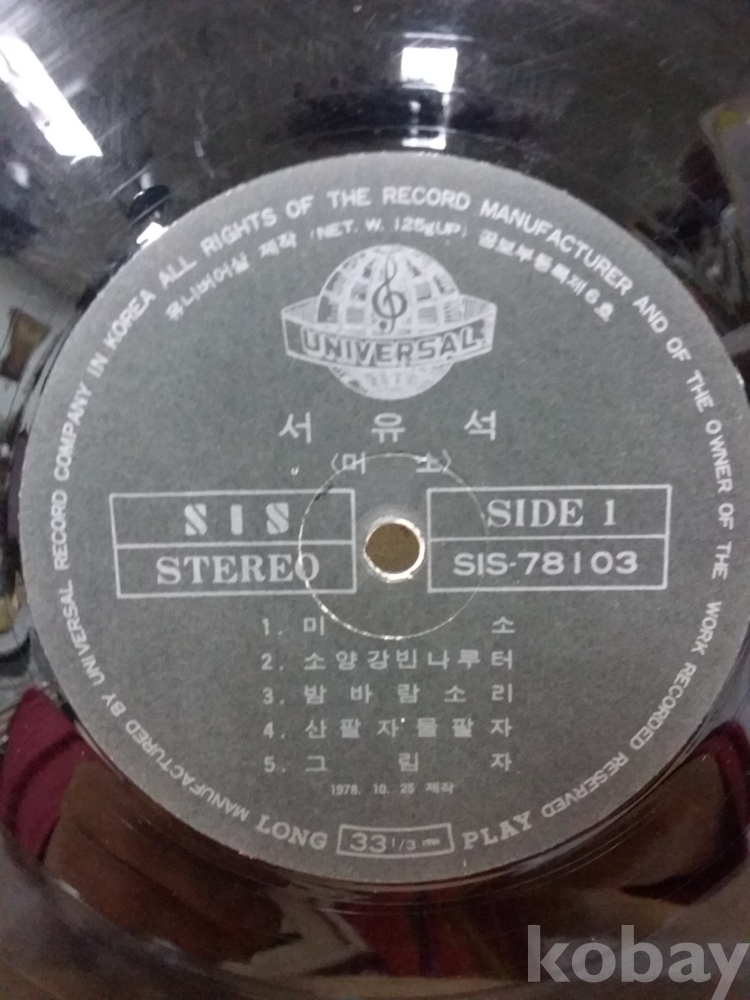 MANUFACTURED BY UNIVERSAL RECORD COMPANY IN KOREA ALL RIGHTS OF THE RECORD MANUFACTURER AND OF THE OWNER OF THE WORK RECORDED RESERVED
유니버어살 제작 (NET. W. 125g UP) 공보부등록제6호
UNIVERSAL
서 유 석
<미 소>
SIS
SIDE 1
STEREO
SIS-78103
1. 미 소
2. 소양강빈나루터
3. 밤 바 람 소 리
4. 산 팔 자 물 팔 자
5. 그 림 자
1978. 10. 25 제작
LONG 33 1/3 PLAY
kobay